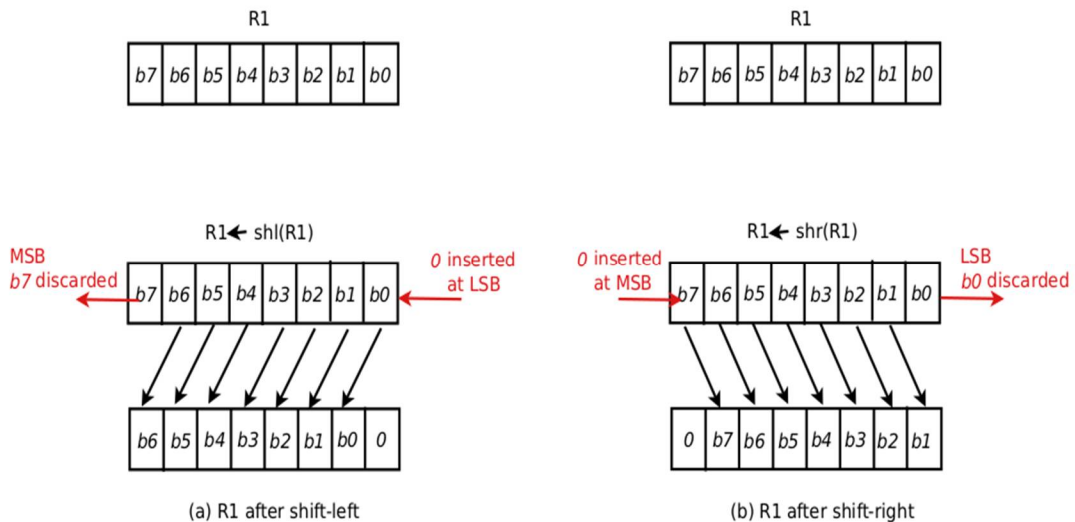 R1
b7 b6 b5 b4 b3 b2 b1 b0
R1← shl(R1)
MSB
b7 discarded
0 inserted
at LSB
b7 b6 b5 b4 b3 b2 b1 b0
b6 b5 b4 b3 b2 b1 b0 0
(a) R1 after shift-left
R1
b7 b6 b5 b4 b3 b2 b1 b0
R1← shr(R1)
0 inserted
at MSB
LSB
b0 discarded
b7 b6 b5 b4 b3 b2 b1 b0
0 b7 b6 b5 b4 b3 b2 b1
(b) R1 after shift-right